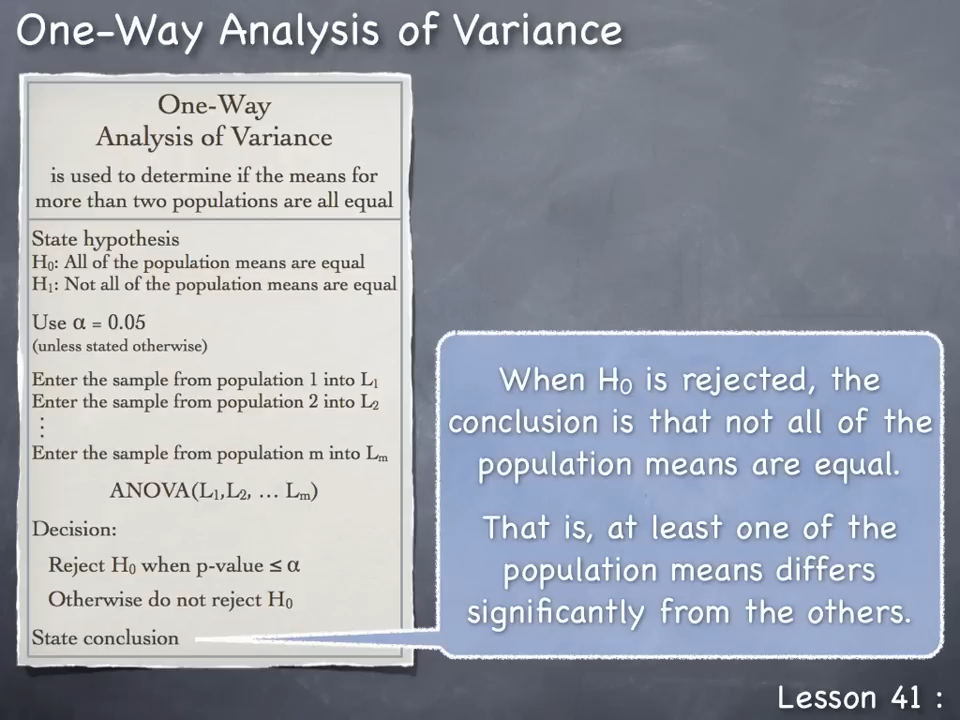 One-Way Analysis of Variance
One-Way
Analysis of Variance
is used to determine if the means for
more than two populations are all equal
State hypothesis
H₀: All of the population means are equal
H₁: Not all of the population means are equal
Use α = 0.05
(unless stated otherwise)
Enter the sample from population 1 into L₁
Enter the sample from population 2 into L₂
⋮
Enter the sample from population m into Lₘ
ANOVA(L₁,L₂, … Lₘ)
Decision:
Reject H₀ when p-value ≤ α
Otherwise do not reject H₀
State conclusion
When H₀ is rejected, the
conclusion is that not all of the
population means are equal.
That is, at least one of the
population means differs
significantly from the others.
Lesson 41 :